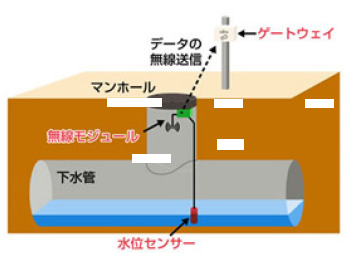 データの
無線送信
ゲートウェイ
マンホール
無線モジュール
下水管
水位センサー